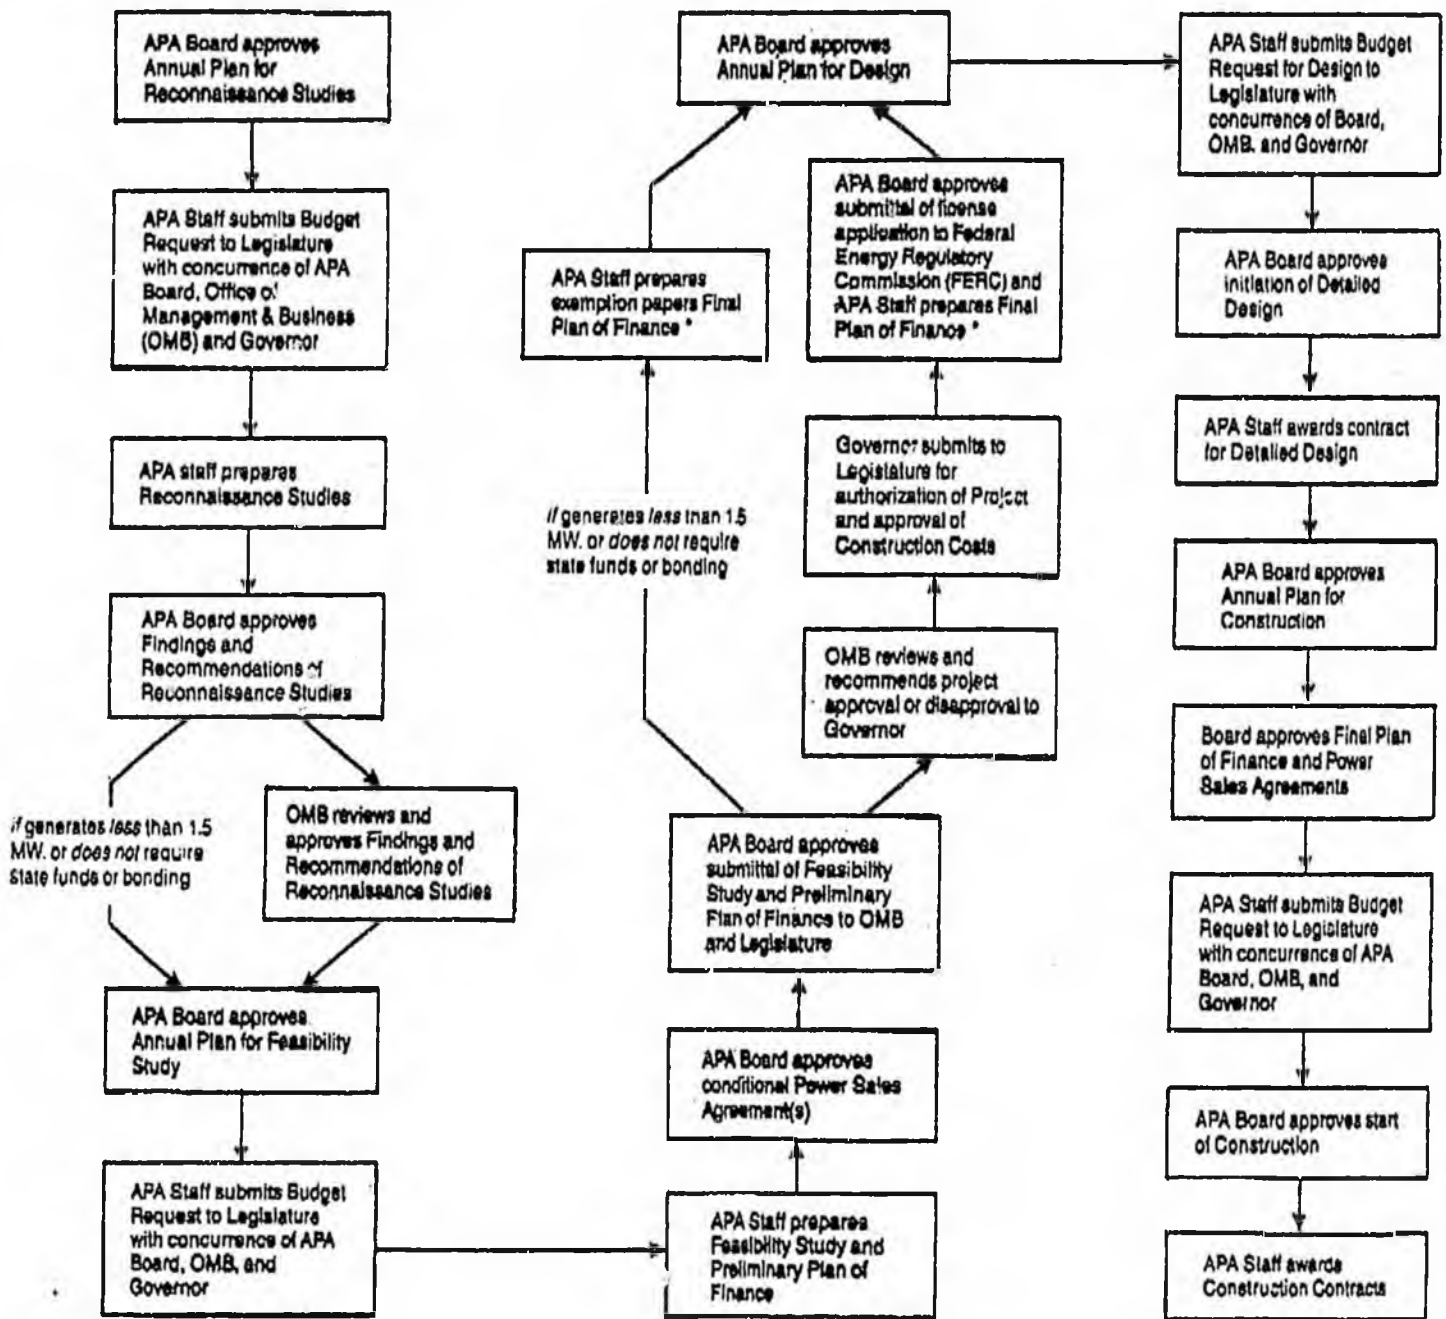 APA Board approves
Annual Plan for
Reconnaissance Studies
APA Staff submits Budget
Request to Legislature
with concurrence of APA
Board, Office of
Management & Business
(OMB) and Governor
APA staff prepares
Reconnaissance Studies
APA Board approves
Findings and
Recommendations of
Reconnaissance Studies
if generates less than 1.5
MW. or does not require
state funds or bonding
OMB reviews and
approves Findings and
Recommendations of
Reconnaissance Studies
APA Board approves
Annual Plan for Feasibility
Study
APA Staff submits Budget
Request to Legislature
with concurrence of APA
Board, OMB, and
Governor
APA Staff prepares
Feasibility Study and
Preliminary Plan of
Finance
APA Board approves
conditional Power Sales
Agreement(s)
APA Board approves
submittal of Feasibility
Study and Preliminary
Plan of Finance to OMB
and Legislature
if generates less than 1.5
MW. or does not require
state funds or bonding
OMB reviews and
recommends project
approval or disapproval to
Governor
Governor submits to
Legislature for
authorization of Project
and approval of
Construction Costs
APA Staff prepares
exemption papers Final
Plan of Finance *
APA Board approves
submittal of license
application to Federal
Energy Regulatory
Commission (FERC) and
APA Staff prepares Final
Plan of Finance *
APA Board approves
Annual Plan for Design
APA Staff submits Budget
Request for Design to
Legislature with
concurrence of Board,
OMB. and Governor
APA Board approves
initiation of Detailed
Design
APA Staff awards contract
for Detailed Design
APA Board approves
Annual Plan for
Construction
Board approves Final Plan
of Finance and Power
Sales Agreements
APA Staff submits Budget
Request to Legislature
with concurrence of APA
Board, OMB, and
Governor
APA Board approves start
of Construction
APA Staff awards
Construction Contracts